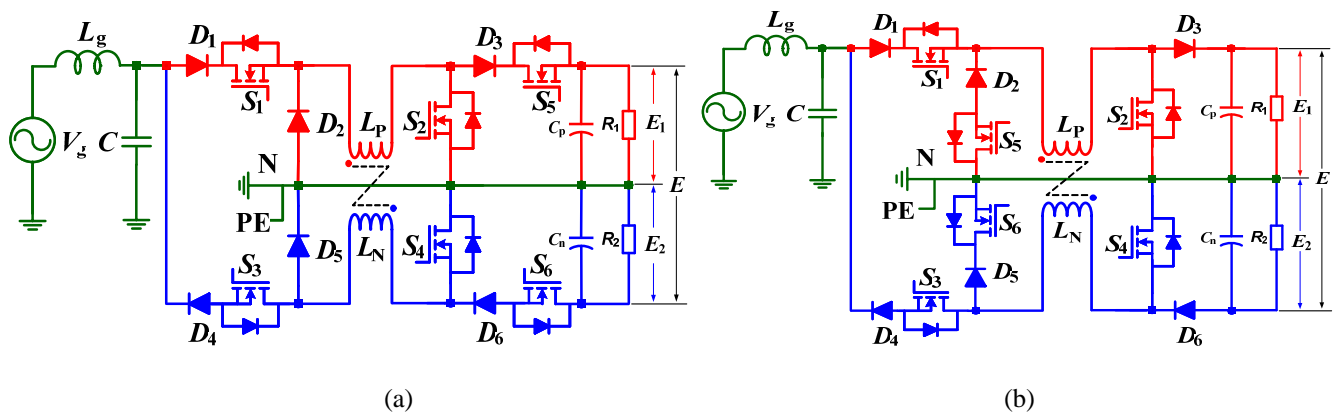 Lg
D1
S1
D3
S5
D2
LP
S2
Cp
R1
E1
Vg
C
N
PE
E
D5
LN
S4
Cn
R2
E2
S3
S6
D4
D6
(a)
Lg
D1
S1
D3
D2
S5
LP
S2
Cp
R1
E1
Vg
C
N
PE
E
S6
D5
LN
S4
Cn
R2
E2
S3
D4
D6
(b)